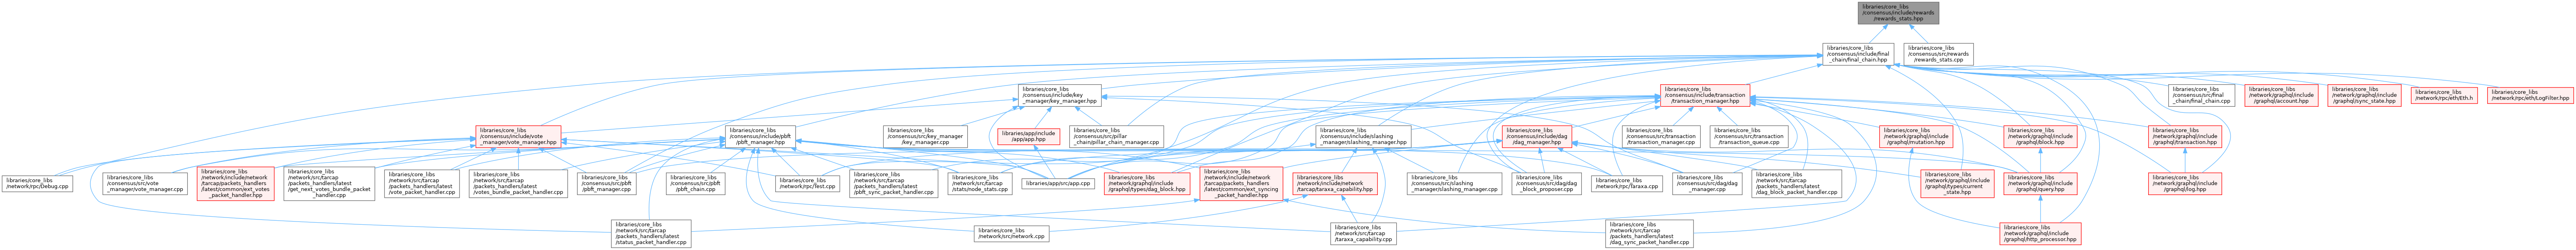 libraries/core_libs
/consensus/include/rewards
/rewards_stats.hpp
libraries/core_libs
/consensus/include/final
_chain/final_chain.hpp
libraries/core_libs
/consensus/src/rewards
/rewards_stats.cpp
libraries/core_libs
/consensus/include/key
_manager/key_manager.hpp
libraries/core_libs
/consensus/include/transaction
/transaction_manager.hpp
libraries/core_libs
/consensus/src/final
_chain/final_chain.cpp
libraries/core_libs
/network/graphql/include
/graphql/account.hpp
libraries/core_libs
/network/graphql/include
/graphql/sync_state.hpp
libraries/core_libs
/network/rpc/eth/Eth.h
libraries/core_libs
/network/rpc/eth/LogFilter.hpp
libraries/core_libs
/consensus/include/vote
_manager/vote_manager.hpp
libraries/core_libs
/consensus/include/pbft
/pbft_manager.hpp
libraries/core_libs
/consensus/src/key_manager
/key_manager.cpp
libraries/app/include
/app/app.hpp
libraries/core_libs
/consensus/src/pillar
_chain/pillar_chain_manager.cpp
libraries/core_libs
/consensus/include/slashing
_manager/slashing_manager.hpp
libraries/core_libs
/consensus/include/dag
/dag_manager.hpp
libraries/core_libs
/consensus/src/transaction
/transaction_manager.cpp
libraries/core_libs
/consensus/src/transaction
/transaction_queue.cpp
libraries/core_libs
/network/graphql/include
/graphql/mutation.hpp
libraries/core_libs
/network/graphql/include
/graphql/block.hpp
libraries/core_libs
/network/graphql/include
/graphql/transaction.hpp
libraries/core_libs
/network/rpc/Debug.cpp
libraries/core_libs
/consensus/src/vote
_manager/vote_manager.cpp
libraries/core_libs
/network/include/network
/tarcap/packets_handlers
/latest/common/ext_votes
_packet_handler.hpp
libraries/core_libs
/network/src/tarcap
/packets_handlers/latest
/get_next_votes_bundle_packet
_handler.cpp
libraries/core_libs
/network/src/tarcap
/packets_handlers/latest
/vote_packet_handler.cpp
libraries/core_libs
/network/src/tarcap
/packets_handlers/latest
/votes_bundle_packet_handler.cpp
libraries/core_libs
/consensus/src/pbft
/pbft_manager.cpp
libraries/core_libs
/consensus/src/pbft
/pbft_chain.cpp
libraries/core_libs
/network/rpc/Test.cpp
libraries/core_libs
/network/src/tarcap
/packets_handlers/latest
/pbft_sync_packet_handler.cpp
libraries/core_libs
/network/src/tarcap
/stats/node_stats.cpp
libraries/app/src/app.cpp
libraries/core_libs
/network/graphql/include
/graphql/types/dag_block.hpp
libraries/core_libs
/network/include/network
/tarcap/packets_handlers
/latest/common/ext_syncing
_packet_handler.hpp
libraries/core_libs
/network/include/network
/tarcap/taraxa_capability.hpp
libraries/core_libs
/consensus/src/slashing
_manager/slashing_manager.cpp
libraries/core_libs
/consensus/src/dag/dag
_block_proposer.cpp
libraries/core_libs
/network/rpc/Taraxa.cpp
libraries/core_libs
/consensus/src/dag/dag
_manager.cpp
libraries/core_libs
/network/src/tarcap
/packets_handlers/latest
/dag_block_packet_handler.cpp
libraries/core_libs
/network/graphql/include
/graphql/types/current
_state.hpp
libraries/core_libs
/network/graphql/include
/graphql/query.hpp
libraries/core_libs
/network/graphql/include
/graphql/log.hpp
libraries/core_libs
/network/src/tarcap
/packets_handlers/latest
/status_packet_handler.cpp
libraries/core_libs
/network/src/network.cpp
libraries/core_libs
/network/src/tarcap
/taraxa_capability.cpp
libraries/core_libs
/network/src/tarcap
/packets_handlers/latest
/dag_sync_packet_handler.cpp
libraries/core_libs
/network/graphql/include
/graphql/http_processor.hpp